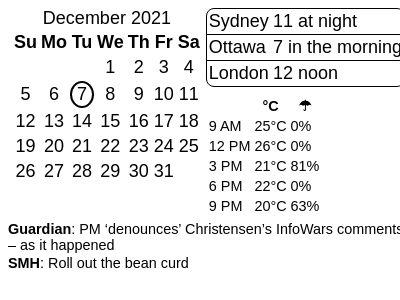 December 2021
Su Mo Tu We Th Fr Sa
1 2 3 4
5 6 7 8 9 10 11
12 13 14 15 16 17 18
19 20 21 22 23 24 25
26 27 28 29 30 31
Sydney 11 at night
Ottawa 7 in the morning
London 12 noon
°C ☂
9 AM 25°C 0%
12 PM 26°C 0%
3 PM 21°C 81%
6 PM 22°C 0%
9 PM 20°C 63%
Guardian: PM ‘denounces’ Christensen’s InfoWars comments
– as it happened
SMH: Roll out the bean curd